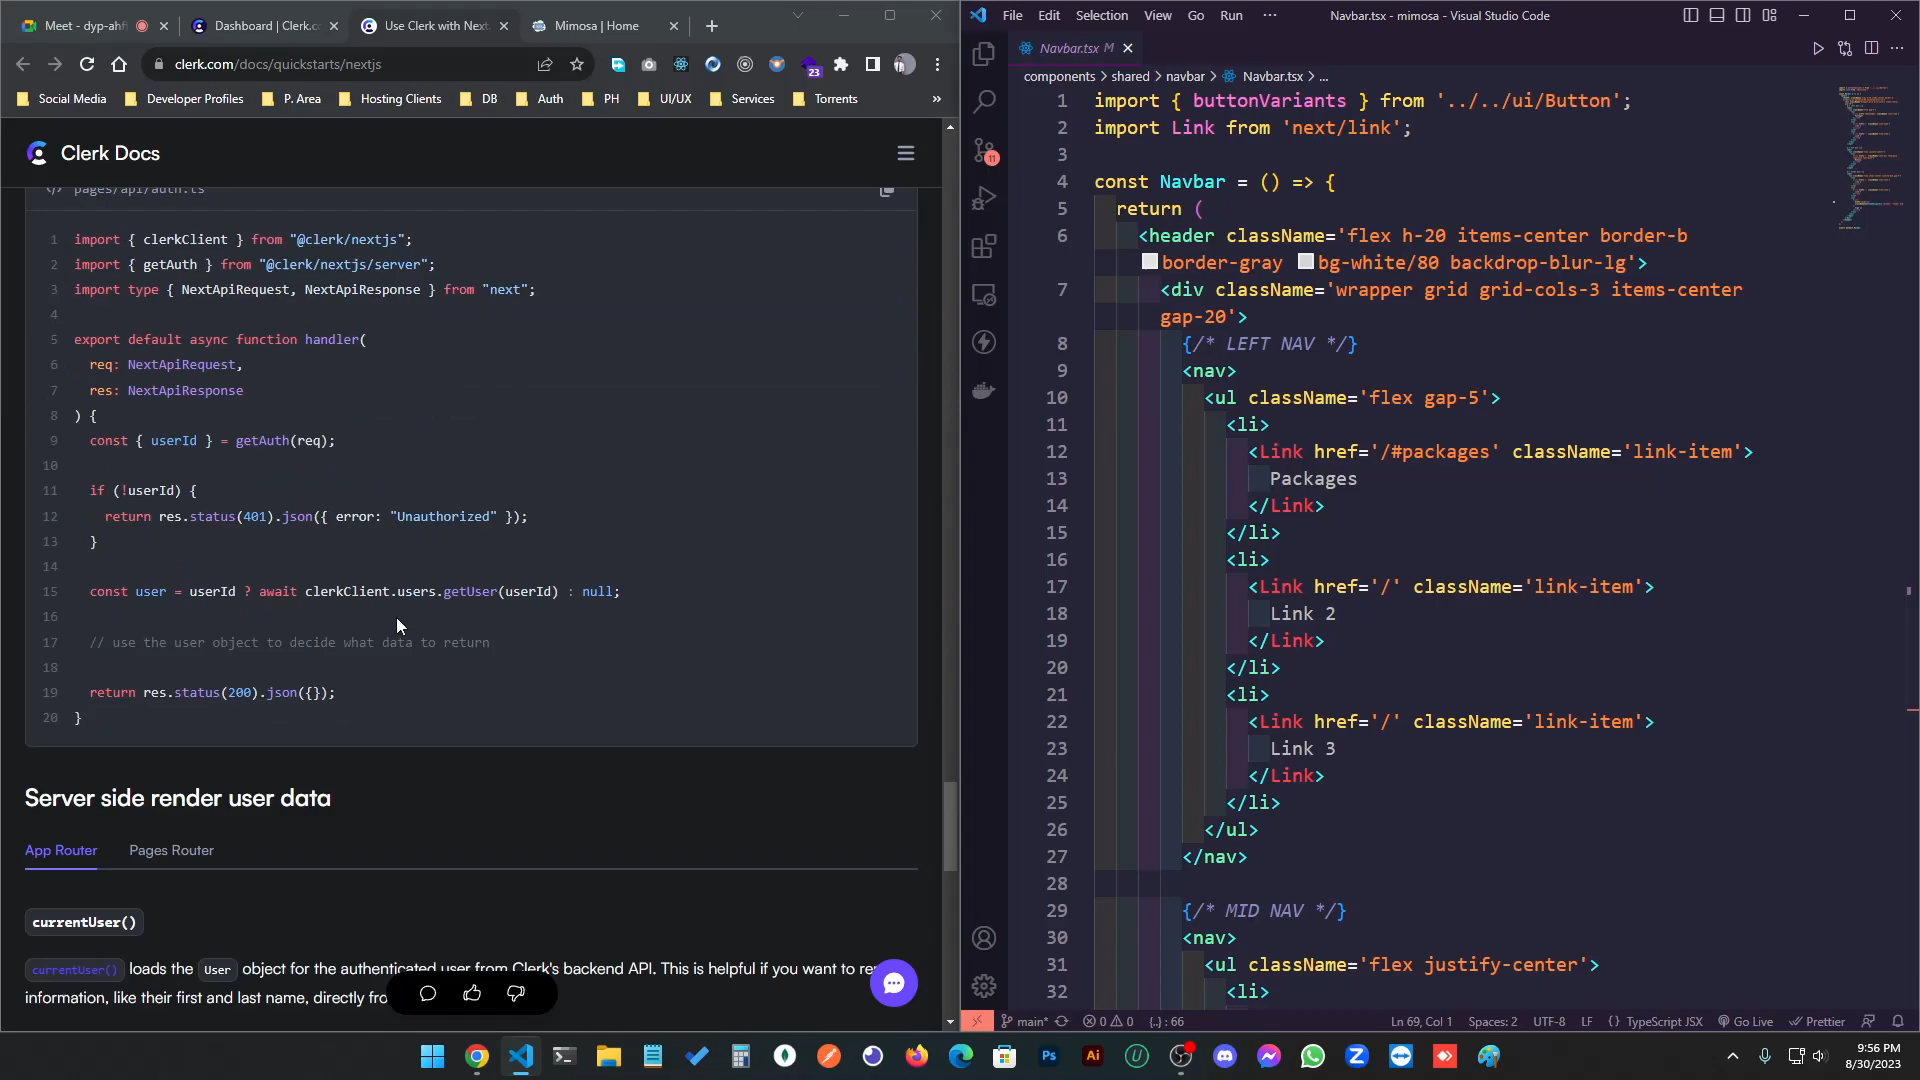 Meet - dyp-ahf
Dashboard | Clerk.c
Use Clerk with Next
Mimosa | Home
clerk.com/docs/quickstarts/nextjs
23
Social Media
Developer Profiles
P. Area
Hosting Clients
DB
Auth
PH
UI/UX
Services
Torrents
»
Clerk Docs
</> pages/api/auth.ts
1 import { clerkClient } from "@clerk/nextjs";
2 import { getAuth } from "@clerk/nextjs/server";
3 import type { NextApiRequest, NextApiResponse } from "next";
4
5 export default async function handler(
6 req: NextApiRequest,
7 res: NextApiResponse
8 ) {
9 const { userId } = getAuth(req);
10
11 if (!userId) {
12 return res.status(401).json({ error: "Unauthorized" });
13 }
14
15 const user = userId ? await clerkClient.users.getUser(userId) : null;
16
17 // use the user object to decide what data to return
18
19 return res.status(200).json({});
20 }
Server side render user data
App Router
Pages Router
currentUser()
currentUser() loads the User object for the authenticated user from Clerk's backend API. This is helpful if you want to
information, like their first and last name, directly
File
Edit
Selection
View
Go
Run
···
Navbar.tsx - mimosa - Visual Studio Code
Navbar.tsx M
components > shared > navbar > Navbar.tsx > ...
11
1 import { buttonVariants } from '../../ui/Button';
2 import Link from 'next/link';
3
4 const Navbar = () => {
5 return (
6 <header className='flex h-20 items-center border-b
border-gray bg-white/80 backdrop-blur-lg'>
7 <div className='wrapper grid grid-cols-3 items-center
gap-20'>
8 {/* LEFT NAV */}
9 <nav>
10 <ul className='flex gap-5'>
11 <li>
12 <Link href='/#packages' className='link-item'>
13 Packages
14 </Link>
15 </li>
16 <li>
17 <Link href='/' className='link-item'>
18 Link 2
19 </Link>
20 </li>
21 <li>
22 <Link href='/' className='link-item'>
23 Link 3
24 </Link>
25 </li>
26 </ul>
27 </nav>
28
29 {/* MID NAV */}
30 <nav>
31 <ul className='flex justify-center'>
32 <li>
main*
0
0
{..} : 66
Ln 69, Col 1
Spaces: 2
UTF-8
LF
{} TypeScript JSX
Go Live
Prettier
Ps
Ai
9:56 PM
8/30/2023